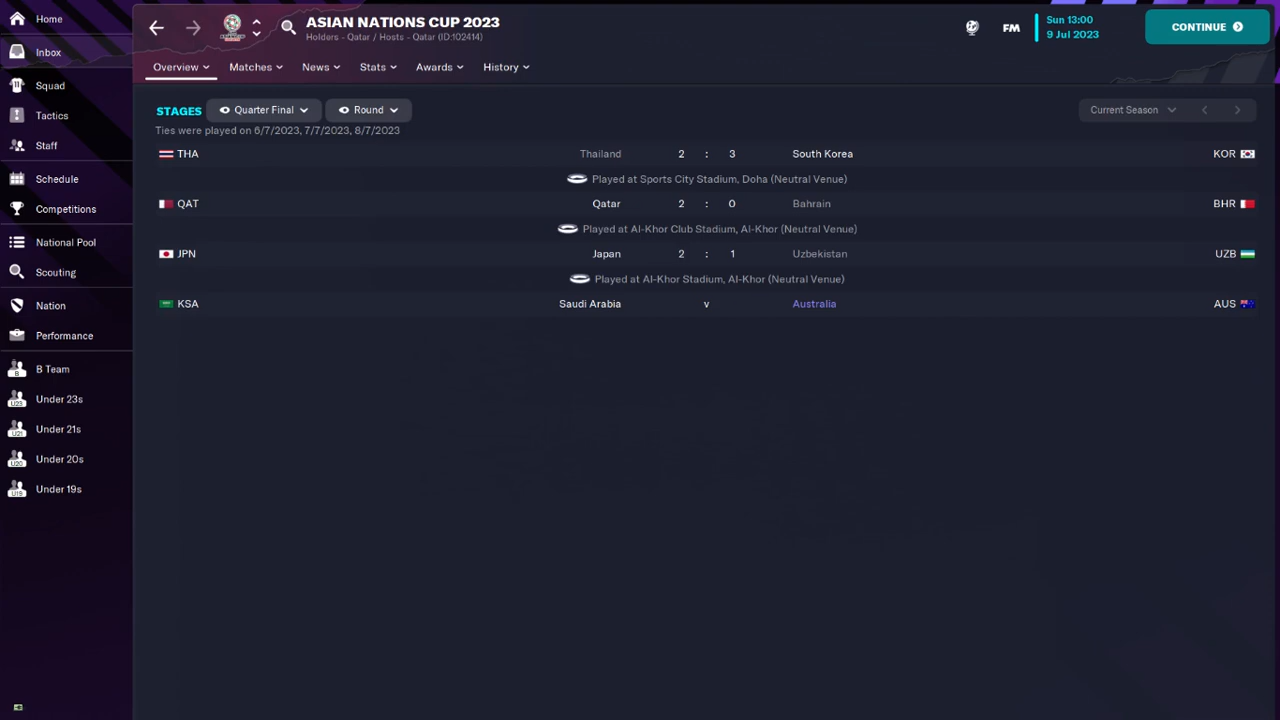 Home
Inbox
Squad
Tactics
Staff
Schedule
Competitions
National Pool
Scouting
Nation
Performance
B Team
Under 23s
Under 21s
Under 20s
Under 19s
ASIAN NATIONS CUP 2023
Holders - Qatar / Hosts - Qatar (ID:102414)
FM
Sun 13:00
9 Jul 2023
CONTINUE
Overview Matches News Stats Awards History
STAGES Quarter Final Round Current Season
Ties were played on 6/7/2023, 7/7/2023, 8/7/2023
THA Thailand 2 : 3 South Korea KOR
Played at Sports City Stadium, Doha (Neutral Venue)
QAT Qatar 2 : 0 Bahrain BHR
Played at Al-Khor Club Stadium, Al-Khor (Neutral Venue)
JPN Japan 2 : 1 Uzbekistan UZB
Played at Al-Khor Stadium, Al-Khor (Neutral Venue)
KSA Saudi Arabia v Australia AUS